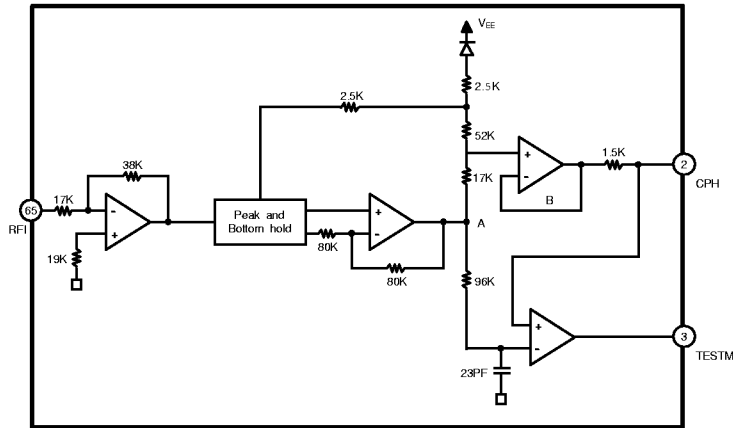 VEE
2.5K
2.5K
52K
38K
1.5K
17K
+
-
B
2
CPH
65
RFI
17K
-
+
17K
Peak and
Bottom hold
+
-
80K
A
19K
80K
96K
+
-
3
TESTM
23PF